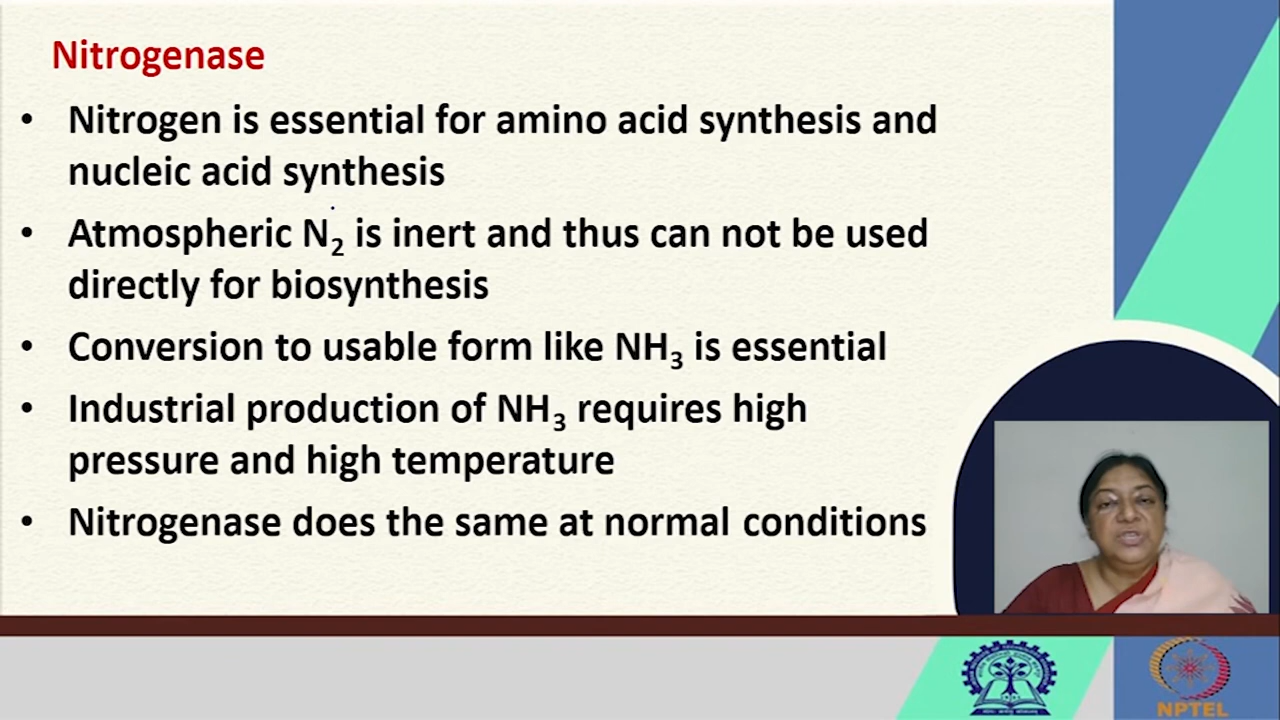 Nitrogenase
• Nitrogen is essential for amino acid synthesis and
nucleic acid synthesis
• Atmospheric N₂ is inert and thus can not be used
directly for biosynthesis
• Conversion to usable form like NH₃ is essential
• Industrial production of NH₃ requires high
pressure and high temperature
• Nitrogenase does the same at normal conditions
NPTEL